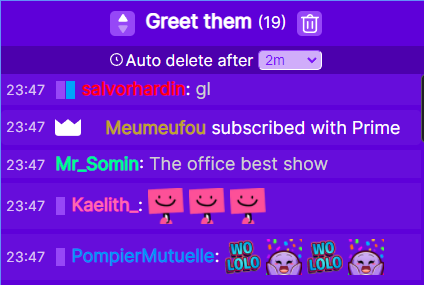 Greet them (19)
Auto delete after 2m
23:47 salvorhardin: gl
23:47 Meumeufou subscribed with Prime
23:47 Mr_Somin: The office best show
23:47 Kaelith_:
23:47 PompierMutuelle: WO LOLO WO LOLO